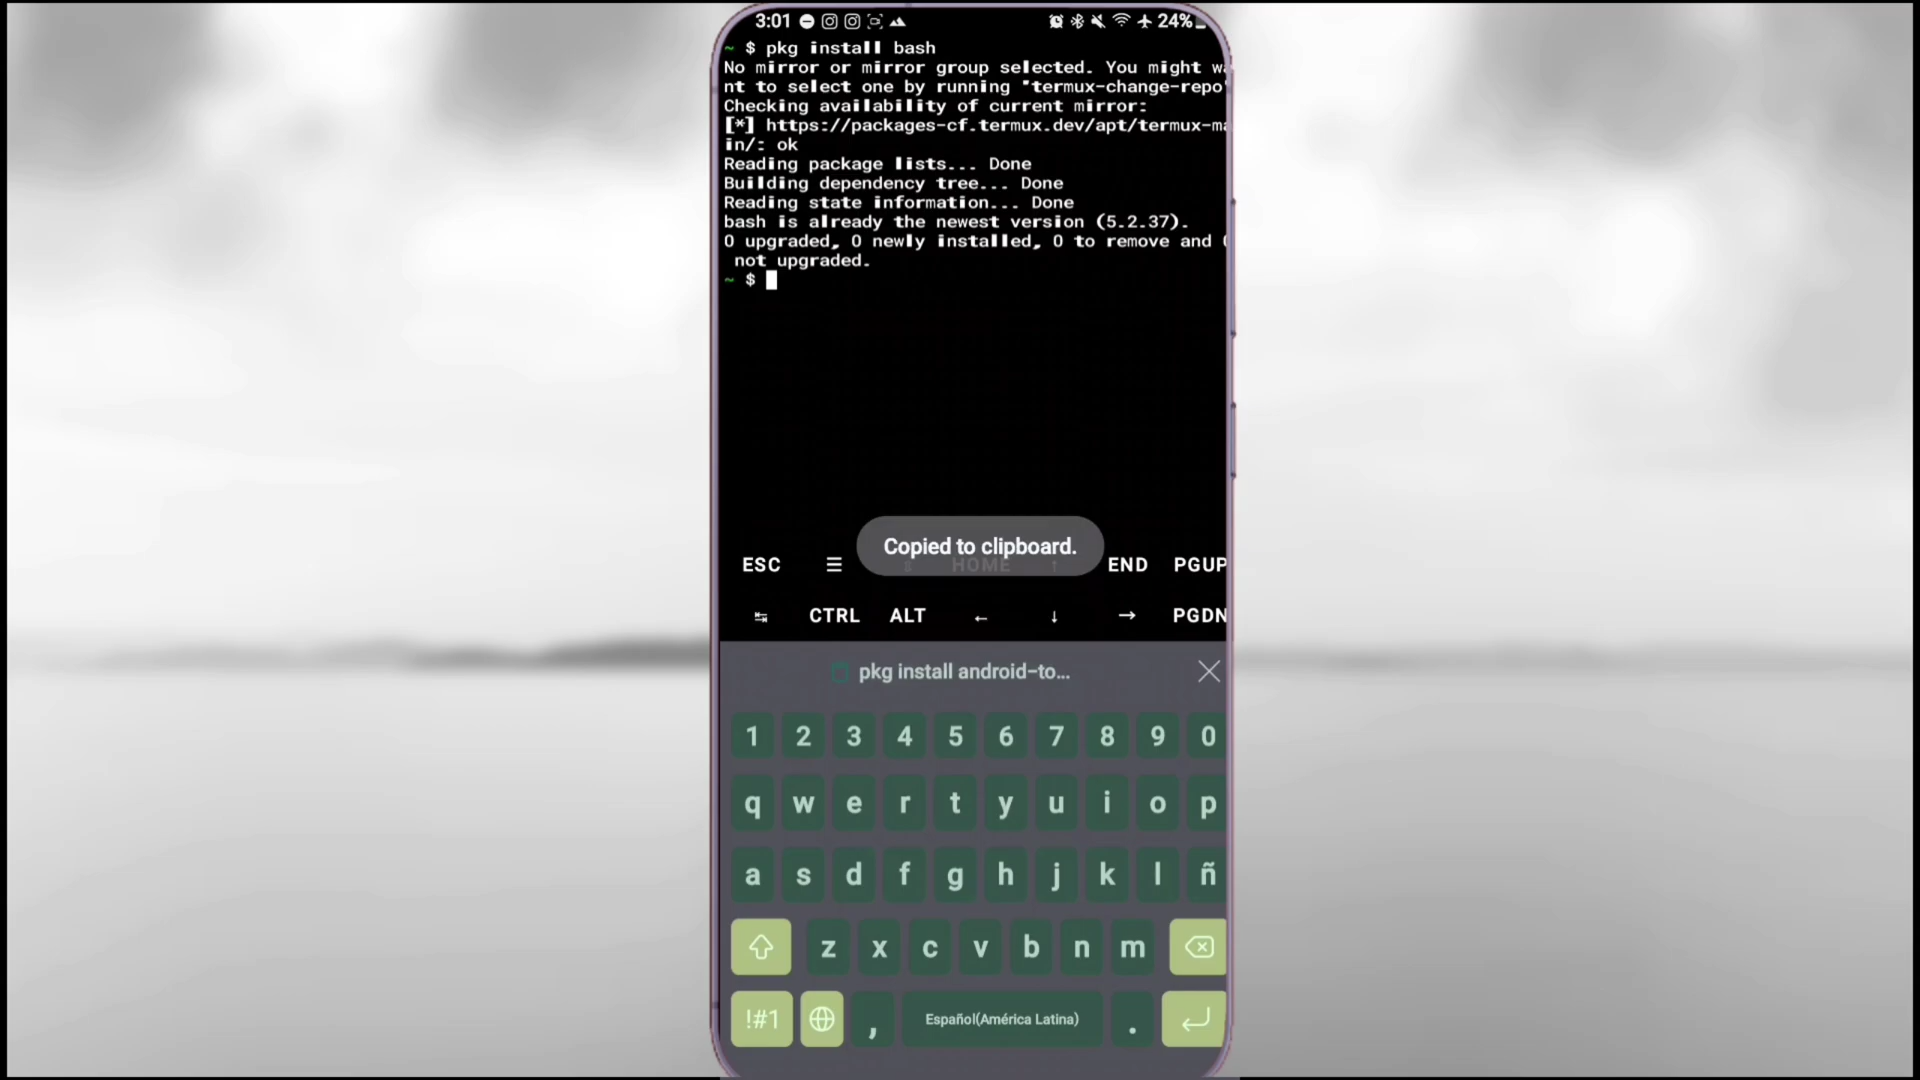 3:01 24%
~ $ pkg install bash
No mirror or mirror group selected. You might wa
nt to select one by running "termux-change-repo"
Checking availability of current mirror:
[*] https://packages-cf.termux.dev/apt/termux-ma
in/: ok
Reading package lists... Done
Building dependency tree... Done
Reading state information... Done
bash is already the newest version (5.2.37).
0 upgraded, 0 newly installed, 0 to remove and 0
not upgraded.
~ $
Copied to clipboard.
ESC ☰ HOME ↑ END PGUP
↹ CTRL ALT ← ↓ → PGDN
pkg install android-to...
1 2 3 4 5 6 7 8 9 0
q w e r t y u i o p
a s d f g h j k l ñ
z x c v b n m
!#1 , Español(América Latina) .